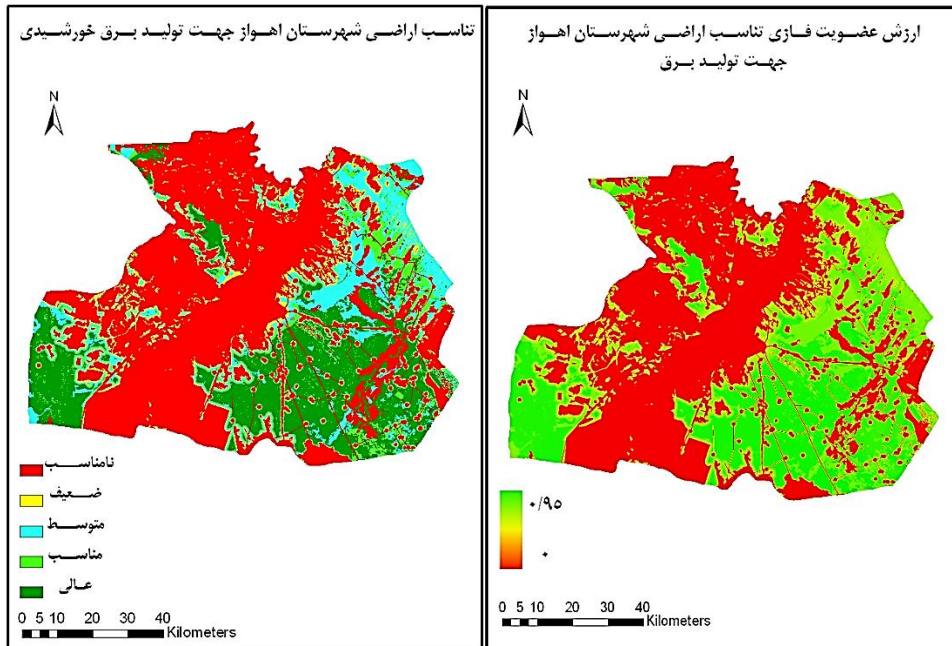 تناسب اراضی شهرستان اهواز جهت تولید برق خورشیدی
N
نامناسب
ضعیف
متوسط
مناسب
عالی
0 5 10 20 30 40
Kilometers
ارزش عضویت فازی تناسب اراضی شهرستان اهواز
جهت تولید برق
N
۰/۹۵
۰
0 5 10 20 30 40
Kilometers